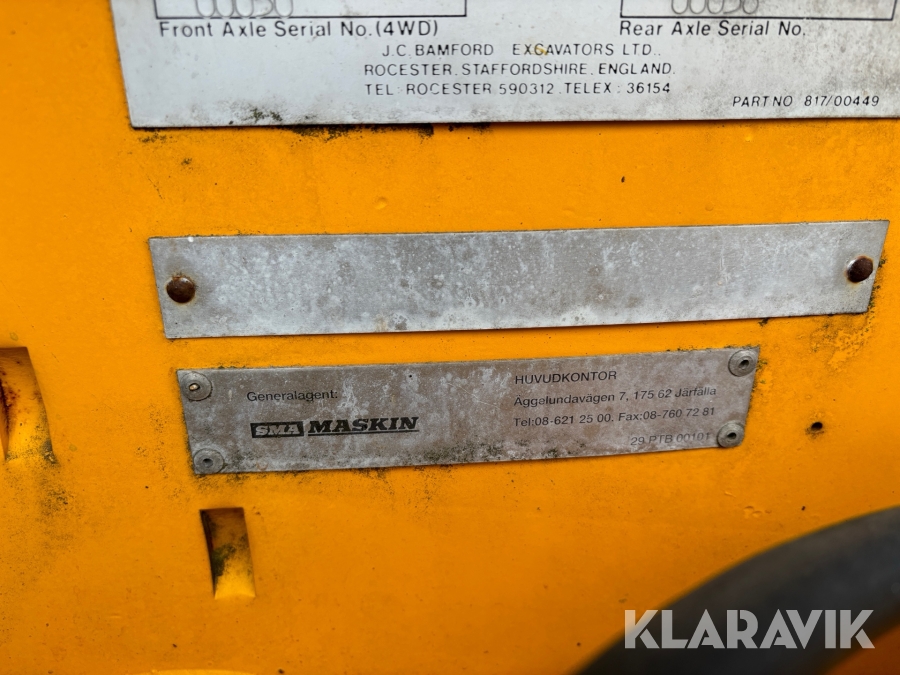 Front Axle Serial No.(4WD)
Rear Axle Serial No.
J.C.BAMFORD EXCAVATORS LTD..
ROCESTER. STAFFORDSHIRE. ENGLAND.
TEL: ROCESTER 590312. TELEX: 36154
PART NO 817/00449
Generalagent:
SMA MASKIN
HUVUDKONTOR
Äggelundavägen 7, 175 62 Järfälla
Tel:08-621 25 00. Fax:08-760 72 81
29 PTB 00101
KLARAVIK